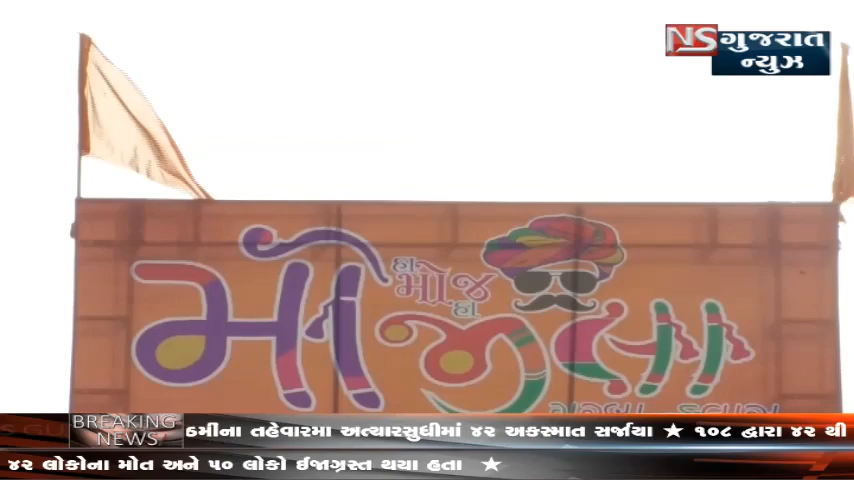 NS ગુજરાત
ન્યુઝ
હા
મોજ
હા
મોજીલા
BREAKING
NEWS
ઠમીના તહેવારમા અત્યારસુધીમાં ૪૨ અકસ્માત સર્જાયા ★ ૧૦૮ દ્વારા ૪૨ થી
૪૨ લોકોના મોત અને ૫૦ લોકો ઈજાગ્રસ્ત થયા હતા ★